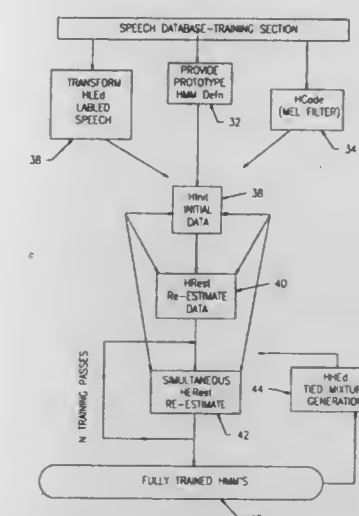 SPEECH DATABASE-TRAINING SECTION
TRANSFORM
HLEd
LABLED
SPEECH
38
PROVIDE
PROTOTYPE
HMM Defn
32
HCode
(MEL FILTER)
34
HInit
INITIAL
DATA
38
HRest
RE-ESTIMATE
DATA
40
N TRAINING PASSES
SIMULTANEOUS
HERest
RE-ESTIMATE
42
44
HHEd
TIED MIXTURE
GENERATION
FULLY TRAINED HMM'S